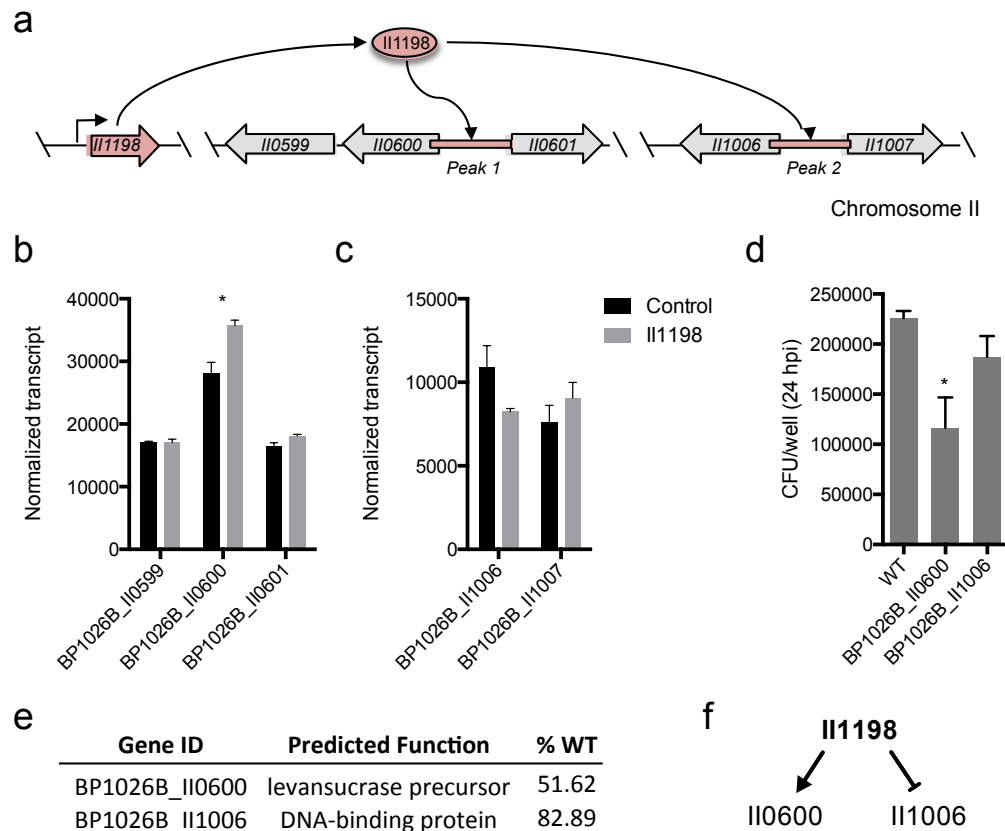 a
II1198
II1198
II0599
II0600
II0601
II1006
II1007
Peak 1
Peak 2
Chromosome II
b
Normalized transcript
40000
30000
20000
10000
0
*
BP1026B_II0599
BP1026B_II0600
BP1026B_II0601
c
Normalized transcript
15000
10000
5000
0
BP1026B_II1006
BP1026B_II1007
Control
II1198
d
CFU/well (24 hpi)
250000
200000
150000
100000
50000
0
*
WT
BP1026B_II0600
BP1026B_II1006
e
Gene ID Predicted Function % WT
BP1026B_II0600 levansucrase precursor 51.62
BP1026B_II1006 DNA-binding protein 82.89
f
II1198
II0600 II1006